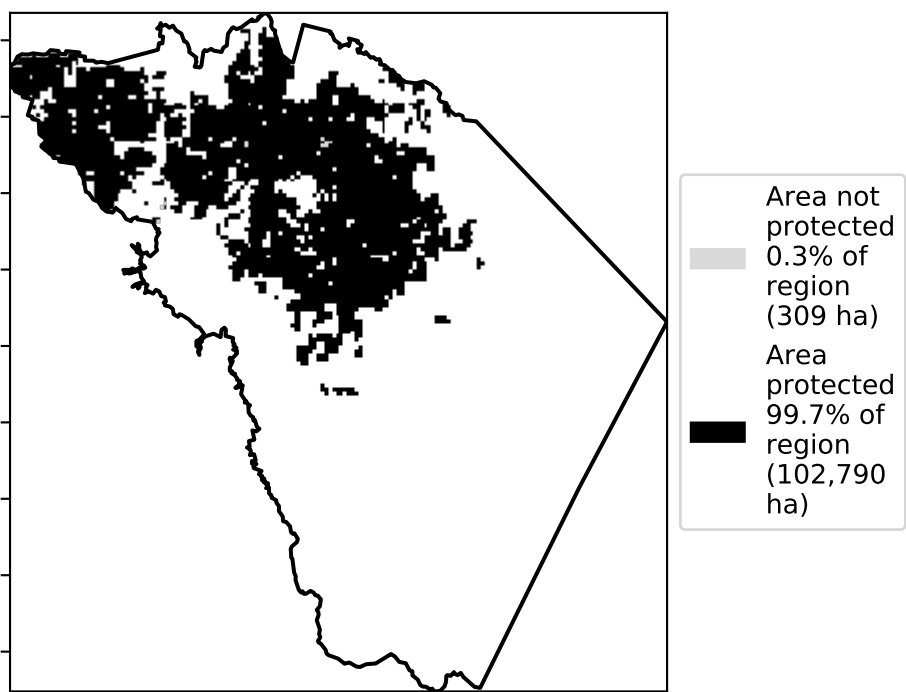 Area not
protected
0.3% of
region
(309 ha)
Area
protected
99.7% of
region
(102,790
ha)